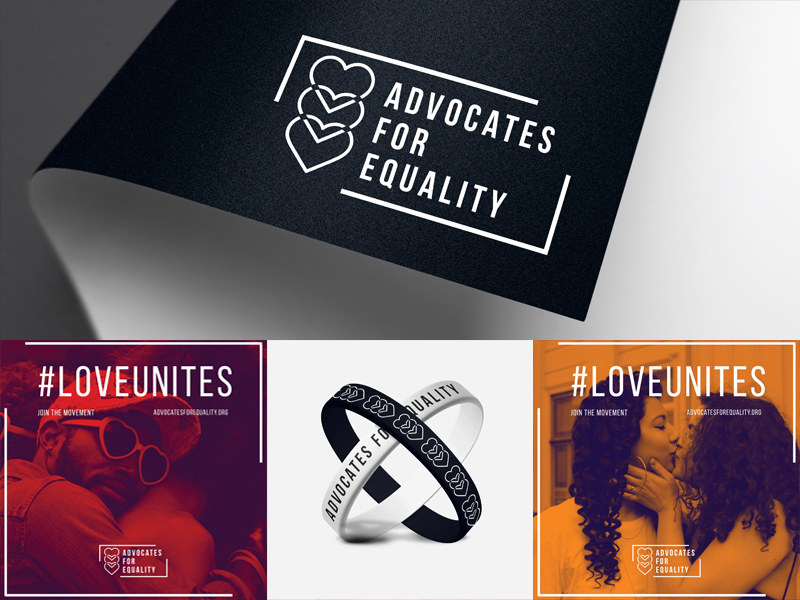 ADVOCATES
FOR
EQUALITY
#LOVEUNITES
JOIN THE MOVEMENT ADVOCATESFOREQUALITY.ORG
ADVOCATES
FOR
EQUALITY
ADVOCATES FOR EQUALITY
#LOVEUNITES
JOIN THE MOVEMENT ADVOCATESFOREQUALITY.ORG
ADVOCATES
FOR
EQUALITY